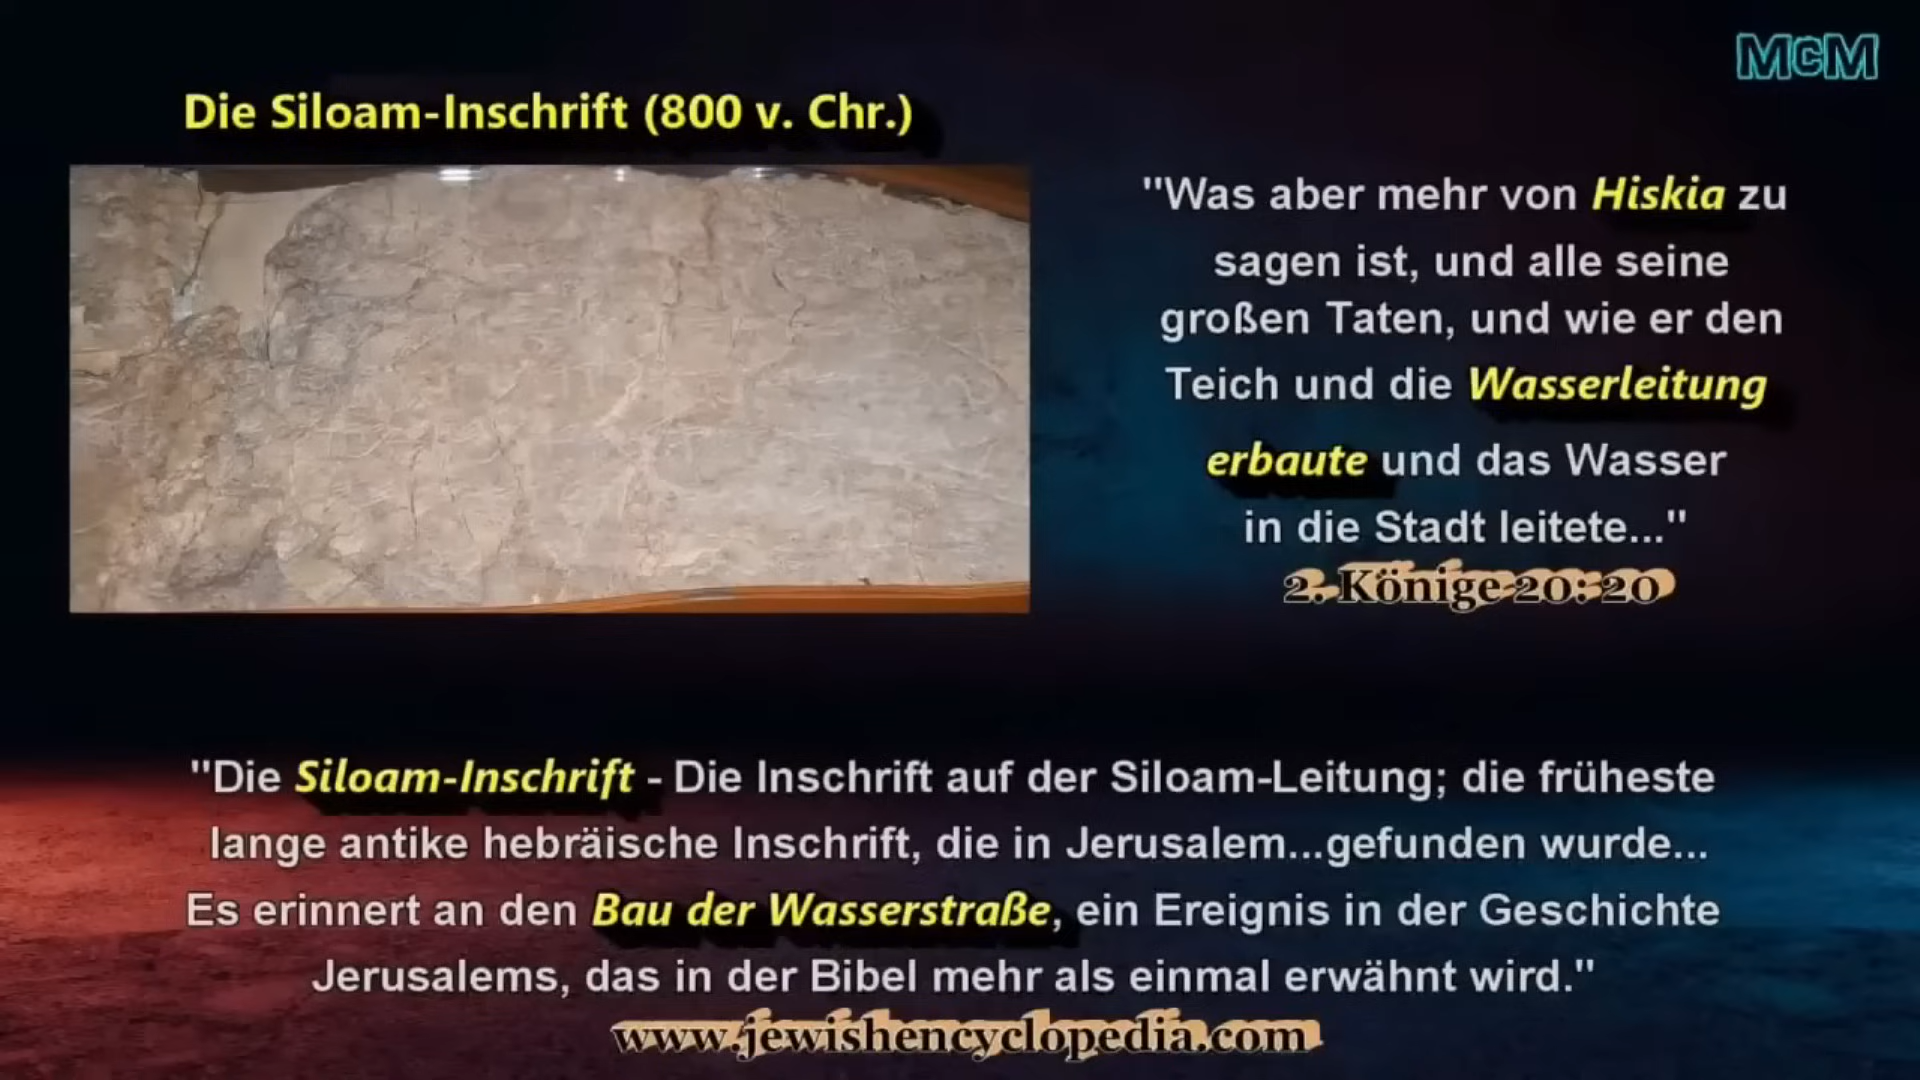 McM
Die Siloam-Inschrift (800 v. Chr.)
"Was aber mehr von Hiskia zu
sagen ist, und alle seine
großen Taten, und wie er den
Teich und die Wasserleitung
erbaute und das Wasser
in die Stadt leitete..."
2. Könige 20:20
"Die Siloam-Inschrift - Die Inschrift auf der Siloam-Leitung; die früheste
lange antike hebräische Inschrift, die in Jerusalem...gefunden wurde...
Es erinnert an den Bau der Wasserstraße, ein Ereignis in der Geschichte
Jerusalems, das in der Bibel mehr als einmal erwähnt wird."
www.jewishencyclopedia.com